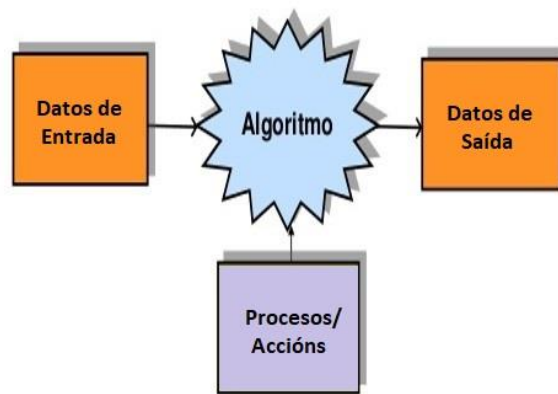 Datos de
Entrada
Algoritmo
Datos de
Saída
Procesos/
Accións